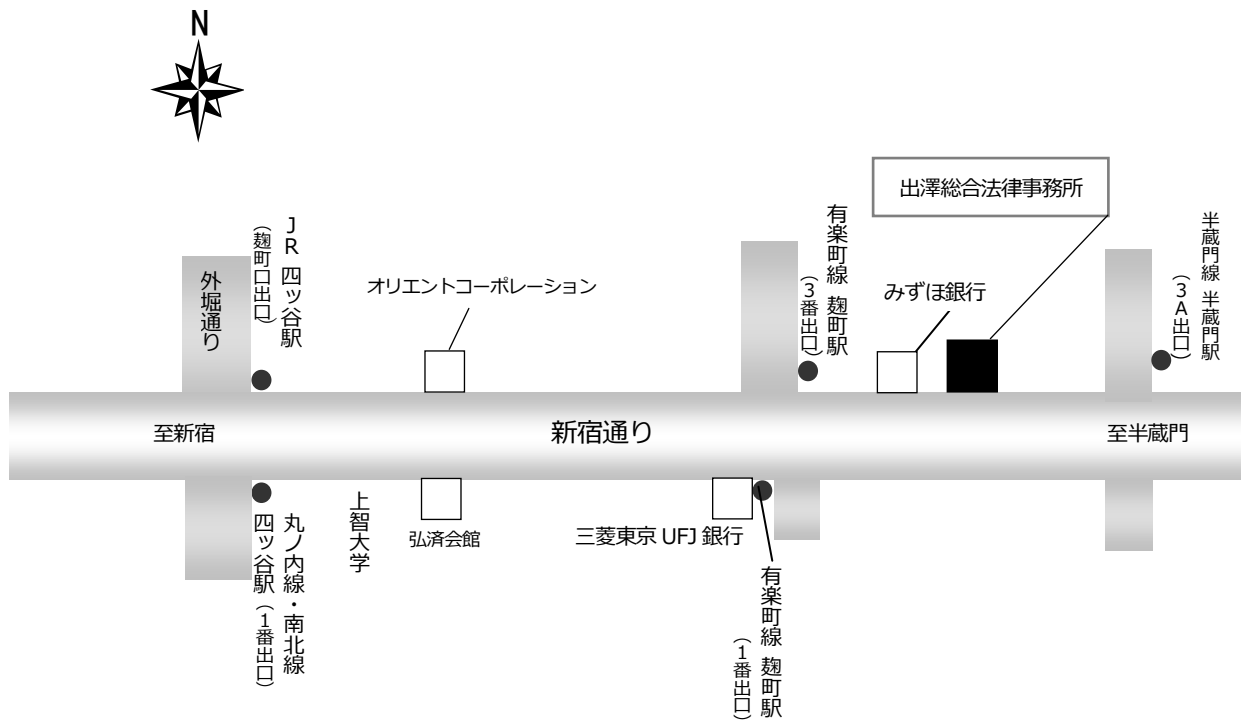 N
出澤総合法律事務所
JR 四ッ谷駅
（麹町口出口）
外堀通り
オリエントコーポレーション
有楽町線 麹町駅
（3番出口）
みずほ銀行
半蔵門線 半蔵門駅
（3A出口）
至新宿
新宿通り
至半蔵門
丸ノ内線・南北線
四ッ谷駅（1番出口）
上智大学
弘済会館
三菱東京 UFJ 銀行
有楽町線 麹町駅
（1番出口）